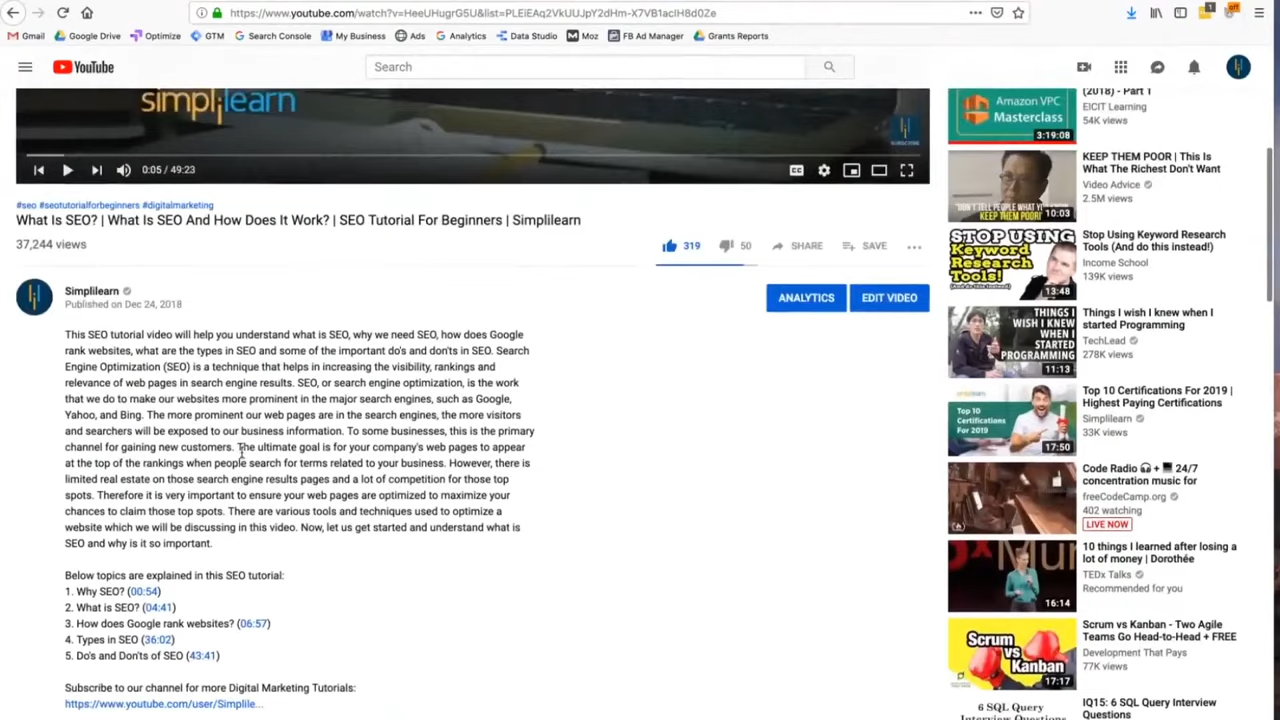 https://www.youtube.com/watch?v=HeeUHugrG5U&list=PLEiEAq2VkUUJpY2dHm-X7VB1aclH8d0Ze
Gmail Google Drive Optimize GTM Search Console My Business Ads Analytics Data Studio Moz FB Ad Manager Grants Reports
YouTube
Search
simplilearn
SUBSCRIBE
0:05 / 49:23
CC
#seo #seotutorialforbeginners #digitalmarketing
What Is SEO? | What Is SEO And How Does It Work? | SEO Tutorial For Beginners | Simplilearn
37,244 views
319
50
SHARE
SAVE
Simplilearn
Published on Dec 24, 2018
ANALYTICS
EDIT VIDEO
This SEO tutorial video will help you understand what is SEO, why we need SEO, how does Google
rank websites, what are the types in SEO and some of the important do's and don'ts in SEO. Search
Engine Optimization (SEO) is a technique that helps in increasing the visibility, rankings and
relevance of web pages in search engine results. SEO, or search engine optimization, is the work
that we do to make our websites more prominent in the major search engines, such as Google,
Yahoo, and Bing. The more prominent our web pages are in the search engines, the more visitors
and searchers will be exposed to our business information. To some businesses, this is the primary
channel for gaining new customers. The ultimate goal is for your company's web pages to appear
at the top of the rankings when people search for terms related to your business. However, there is
limited real estate on those search engine results pages and a lot of competition for those top
spots. Therefore it is very important to ensure your web pages are optimized to maximize your
chances to claim those top spots. There are various tools and techniques used to optimize a
website which we will be discussing in this video. Now, let us get started and understand what is
SEO and why is it so important.
Below topics are explained in this SEO tutorial:
1. Why SEO? (00:54)
2. What is SEO? (04:41)
3. How does Google rank websites? (06:57)
4. Types in SEO (36:02)
5. Do's and Don'ts of SEO (43:41)
Subscribe to our channel for more Digital Marketing Tutorials:
https://www.youtube.com/user/Simplile...
Amazon VPC
Masterclass
3:19:08
(2018) - Part 1
EICIT Learning
54K views
KEEP THEM POOR
10:03
KEEP THEM POOR | This Is
What The Richest Don't Want
Video Advice
2.5M views
STOP USING
Keyword
Research
Tools!
(And do this instead!)
13:48
Stop Using Keyword Research
Tools (And do this instead!)
Income School
139K views
THINGS I
WISH I KNEW
WHEN I
STARTED
PROGRAMMING
11:13
Things I wish I knew when I
started Programming
TechLead
278K views
simplilearn
Top 10
Certifications
For 2019
17:50
Top 10 Certifications For 2019 |
Highest Paying Certifications
Simplilearn
33K views
Code Radio + 24/7
concentration music for
freeCodeCamp.org
402 watching
LIVE NOW
16:14
10 things I learned after losing a
lot of money | Dorothée
TEDx Talks
Recommended for you
Scrum
vs
Kanban
17:17
Scrum vs Kanban - Two Agile
Teams Go Head-to-Head + FREE
Development That Pays
77K views
6 SQL Query
Interview Questions
IQ15: 6 SQL Query Interview
Questions